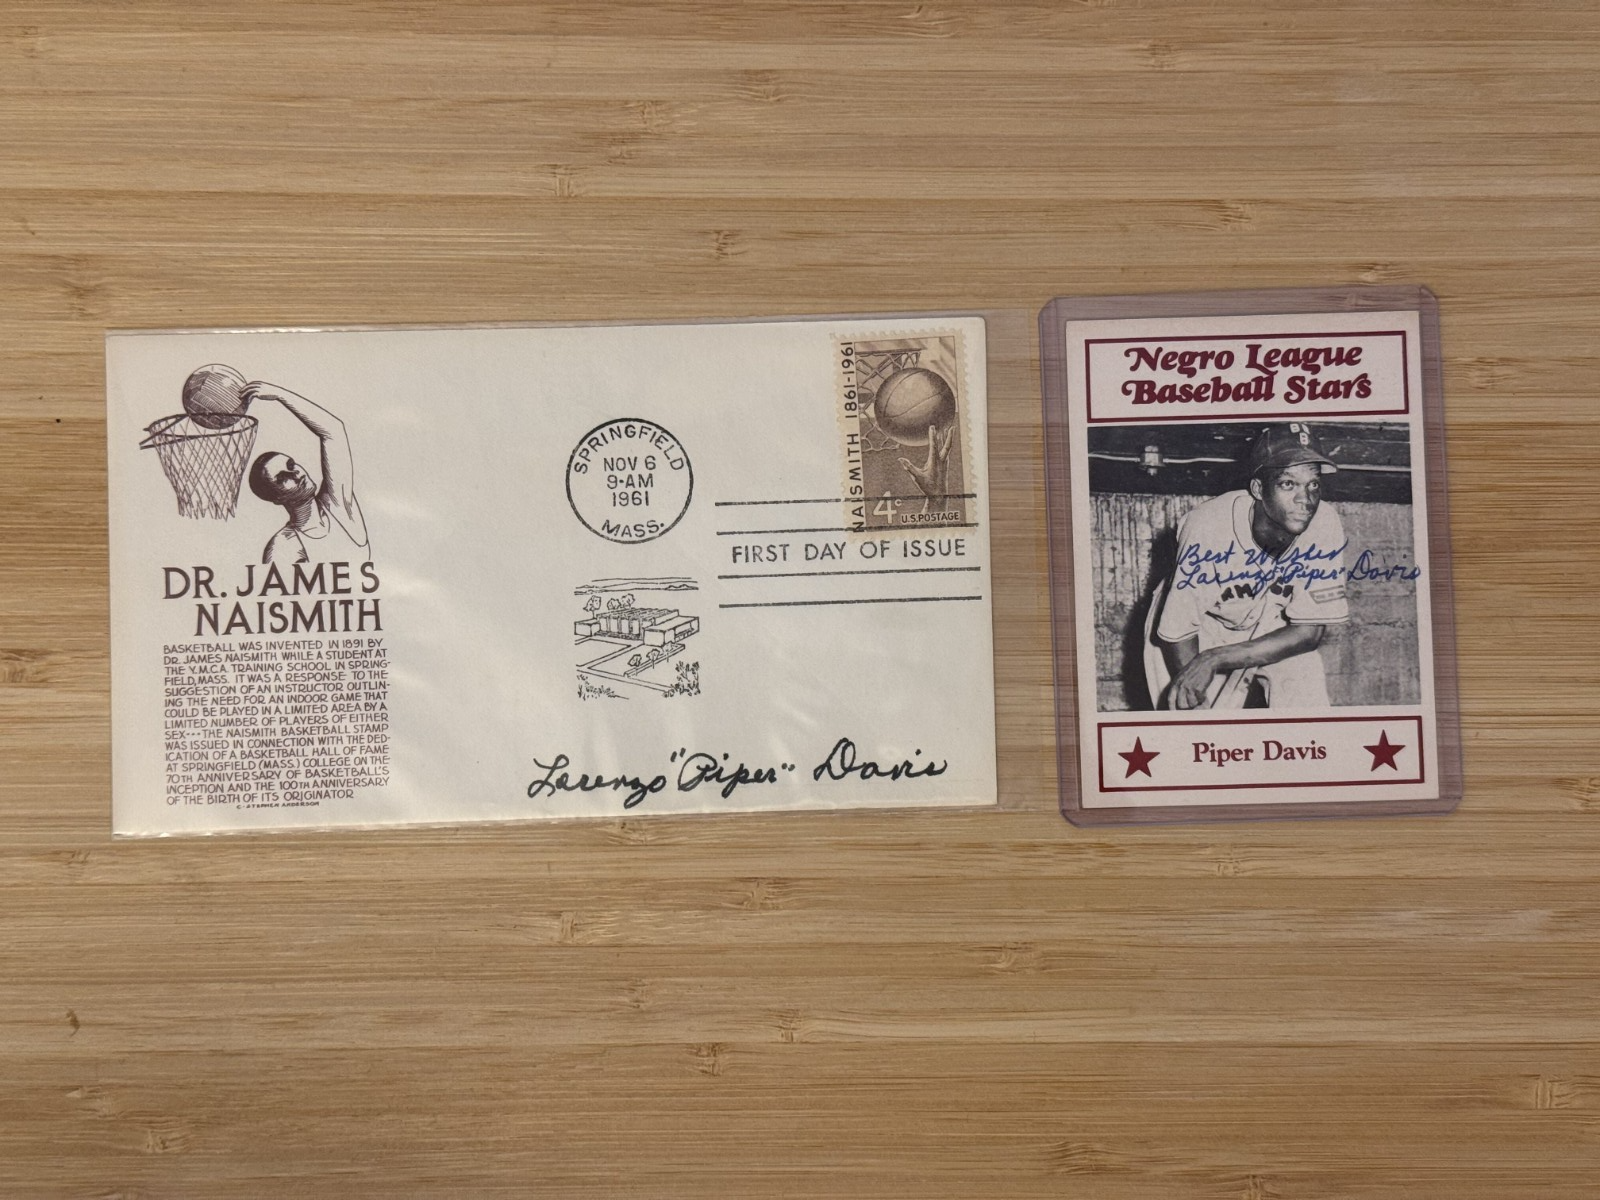 DR. JAMES
NAISMITH
BASKETBALL WAS INVENTED IN 1891 BY
DR. JAMES NAISMITH WHILE A STUDENT AT
THE Y.M.C.A. TRAINING SCHOOL IN SPRING-
FIELD, MASS. IT WAS A RESPONSE TO THE
SUGGESTION OF AN INSTRUCTOR OUTLIN-
ING THE NEED FOR AN INDOOR GAME THAT
COULD BE PLAYED IN A LIMITED AREA BY A
LIMITED NUMBER OF PLAYERS OF EITHER
SEX---THE NAISMITH BASKETBALL STAMP
WAS ISSUED IN CONNECTION WITH THE DED-
ICATION OF A BASKETBALL HALL OF FAME
AT SPRINGFIELD (MASS.) COLLEGE ON THE
70TH ANNIVERSARY OF BASKETBALL'S
INCEPTION AND THE 100TH ANNIVERSARY
OF THE BIRTH OF ITS ORIGINATOR
C. STEPHEN ANDERSON
SPRINGFIELD
NOV 6
9-AM
1961
MASS.
NAISMITH 1861-1961
4c
U.S. POSTAGE
FIRST DAY OF ISSUE
Lorenzo "Piper" Davis
Negro League
Baseball Stars
B
B
Best Wishes
Lorenzo "Piper" Davis
Piper Davis